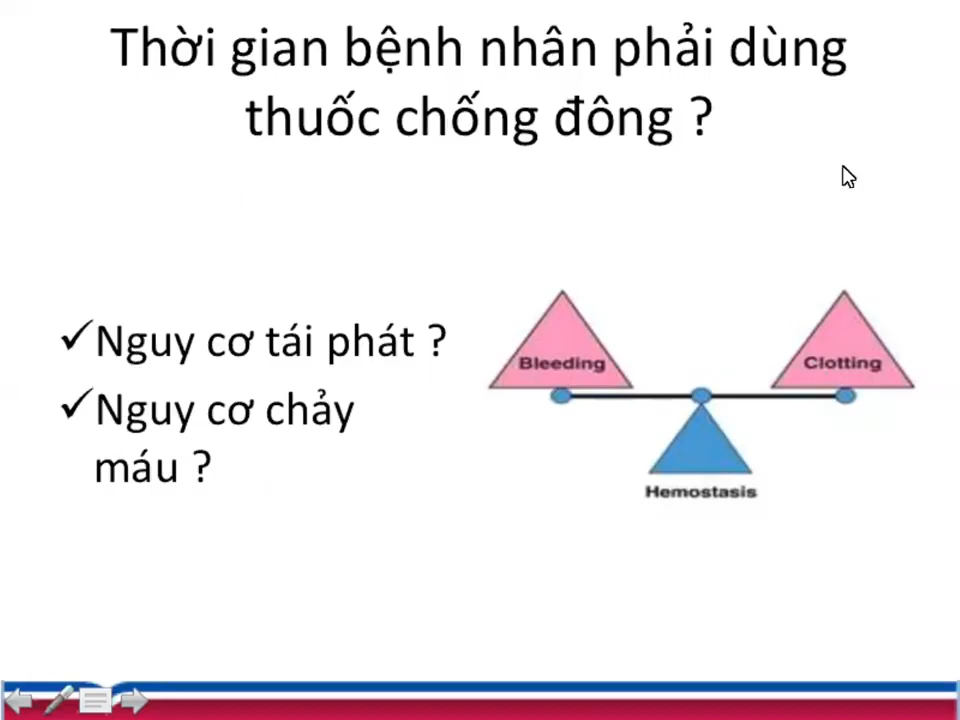 Thời gian bệnh nhân phải dùng
thuốc chống đông ?
✓Nguy cơ tái phát ?
✓Nguy cơ chảy
máu ?
Bleeding
Clotting
Hemostasis